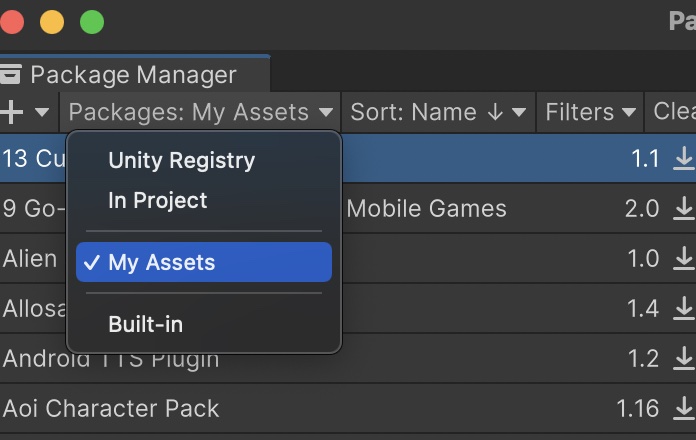 Pa
Package Manager
Packages: My Assets Sort: Name Filters Clea
13 Cu 1.1
Unity Registry
In Project
9 Go- Mobile Games 2.0
Alien 1.0
My Assets
Allosa 1.4
Built-in
Android TTS Plugin 1.2
Aoi Character Pack 1.16